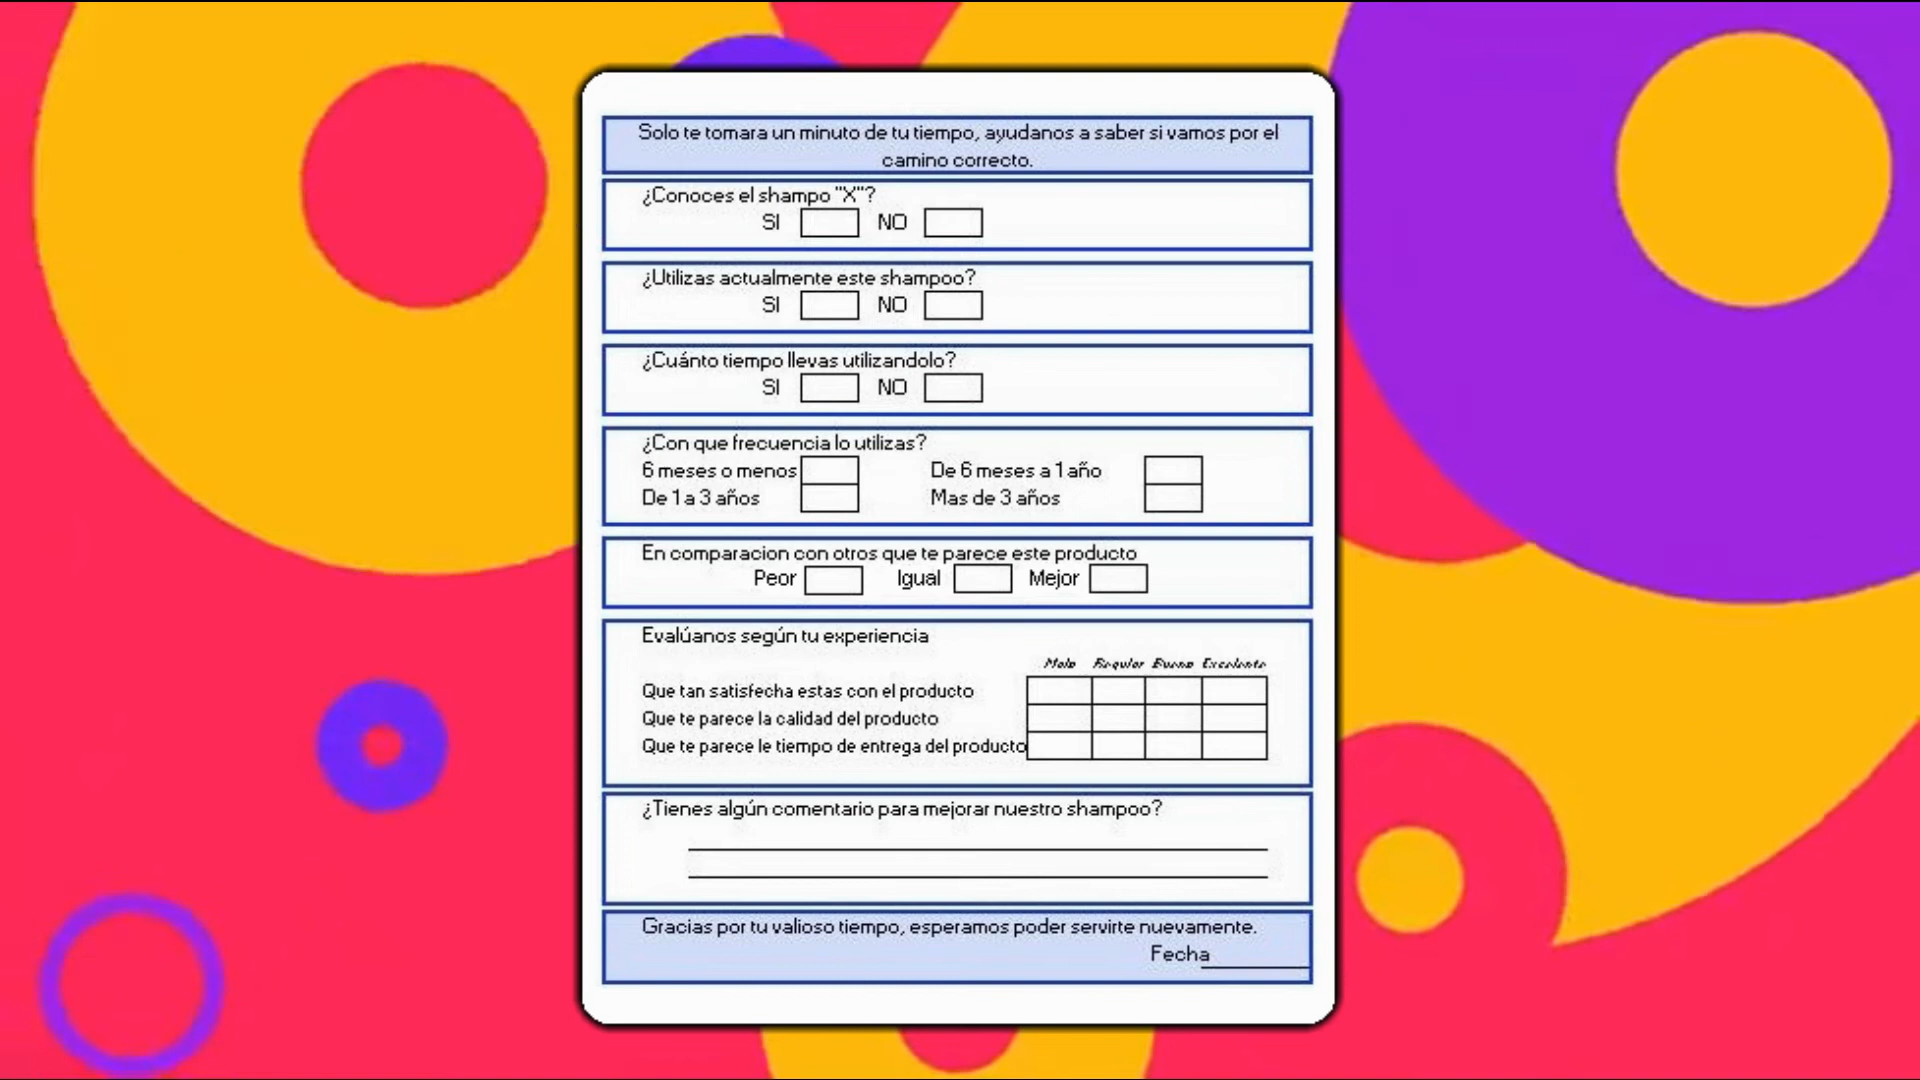 Solo te tomara un minuto de tu tiempo, ayudanos a saber si vamos por el
camino correcto.
¿Conoces el shampo "X"?
SI NO
¿Utilizas actualmente este shampoo?
SI NO
¿Cuánto tiempo llevas utilizandolo?
SI NO
¿Con que frecuencia lo utilizas?
6 meses o menos De 6 meses a 1 año
De 1 a 3 años Mas de 3 años
En comparacion con otros que te parece este producto
Peor Igual Mejor
Evalúanos según tu experiencia
Malo Regular Bueno Excelente
Que tan satisfecha estas con el producto
Que te parece la calidad del producto
Que te parece le tiempo de entrega del producto
¿Tienes algún comentario para mejorar nuestro shampoo?
Gracias por tu valioso tiempo, esperamos poder servirte nuevamente.
Fecha